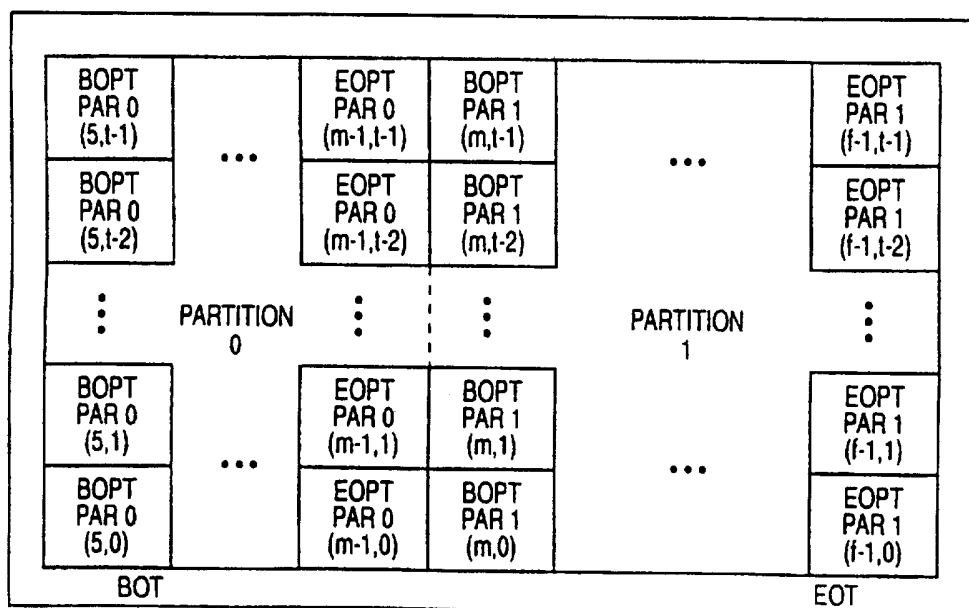 BOPT
PAR 0
(5,t-1)
EOPT
PAR 0
(m-1,t-1)
BOPT
PAR 1
(m,t-1)
EOPT
PAR 1
(f-1,t-1)
BOPT
PAR 0
(5,t-2)
EOPT
PAR 0
(m-1,t-2)
BOPT
PAR 1
(m,t-2)
EOPT
PAR 1
(f-1,t-2)
PARTITION
0
PARTITION
1
BOPT
PAR 0
(5,1)
EOPT
PAR 0
(m-1,1)
BOPT
PAR 1
(m,1)
EOPT
PAR 1
(f-1,1)
BOPT
PAR 0
(5,0)
EOPT
PAR 0
(m-1,0)
BOPT
PAR 1
(m,0)
EOPT
PAR 1
(f-1,0)
BOT
EOT